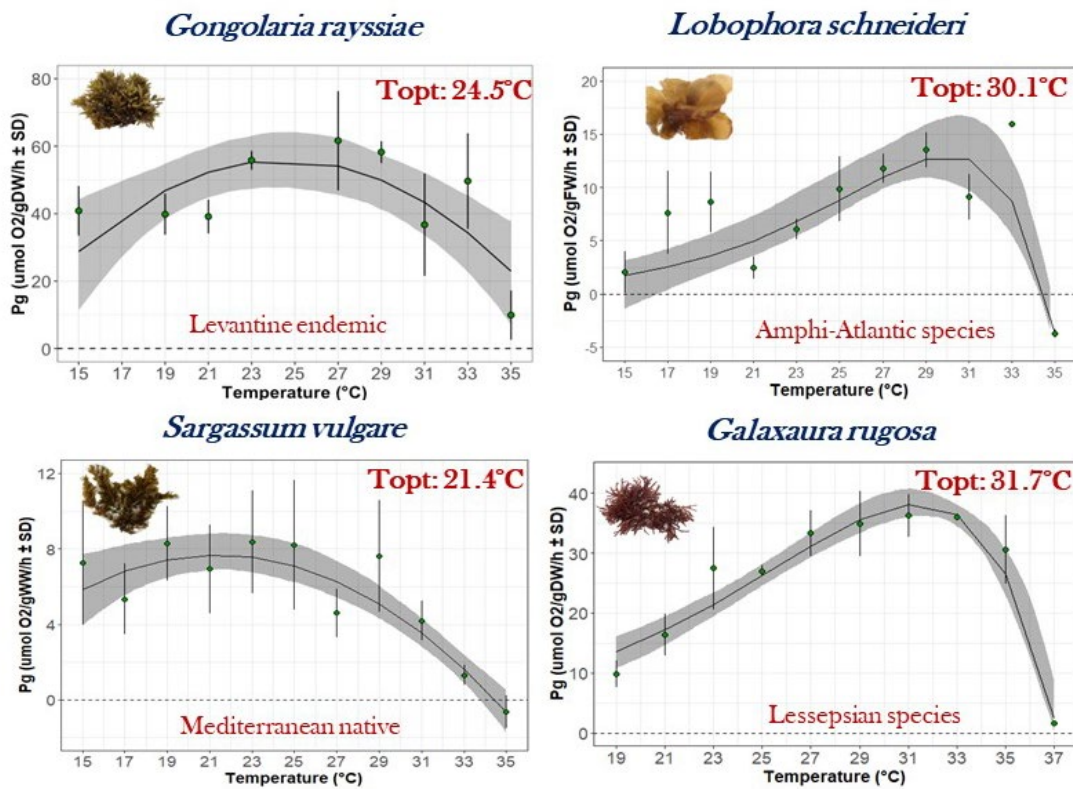 Gongolaria rayssiae
Topt: 24.5°C
Pg (umol O2/gDW/h ± SD)
80
60
40
20
0
Levantine endemic
15 17 19 21 23 25 27 29 31 33 35
Temperature (°C)
Lobophora schneideri
Topt: 30.1°C
Pg (umol O2/gFW/h ± SD)
20
15
10
5
0
-5
Amphi-Atlantic species
15 17 19 21 23 25 27 29 31 33 35
Temperature (°C)
Sargassum vulgare
Topt: 21.4°C
Pg (umol O2/gWW/h ± SD)
12
8
4
0
Mediterranean native
15 17 19 21 23 25 27 29 31 33 35
Temperature (°C)
Galaxaura rugosa
Topt: 31.7°C
Pg (umol O2/gDW/h ± SD)
40
30
20
10
0
Lessepsian species
19 21 23 25 27 29 31 33 35 37
Temperature (°C)